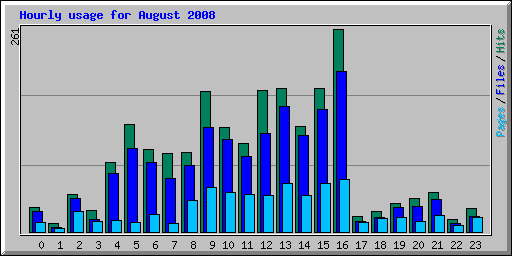 Hourly usage for August 2008
261
Pages / Files / Hits
0 1 2 3 4 5 6 7 8 9 10 11 12 13 14 15 16 17 18 19 20 21 22 23